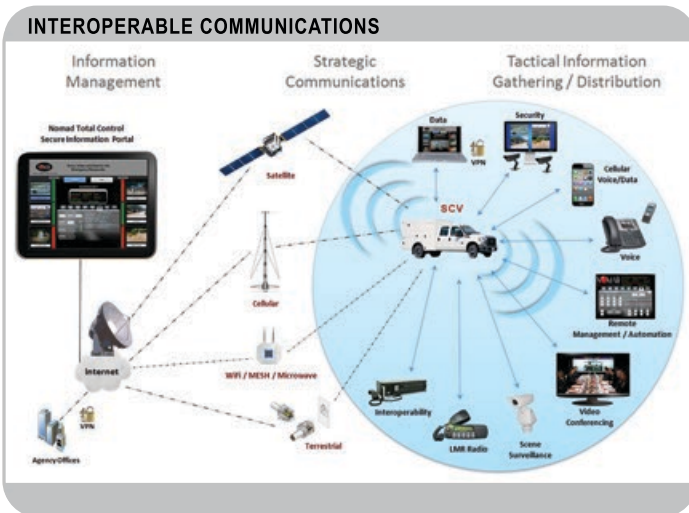 INTEROPERABLE COMMUNICATIONS
Information
Management
Strategic
Communications
Tactical Information
Gathering / Distribution
Nomad Total Control
Secure Information Portal
Satellite
Cellular
WiFi / MESH / Microwave
Terrestrial
Internet
VPN
Agency Offices
Data
VPN
Security
Cellular
Voice/Data
SCV
Voice
Remote
Management / Automation
Video
Conferencing
Scene
Surveillance
LMR Radio
Interoperability